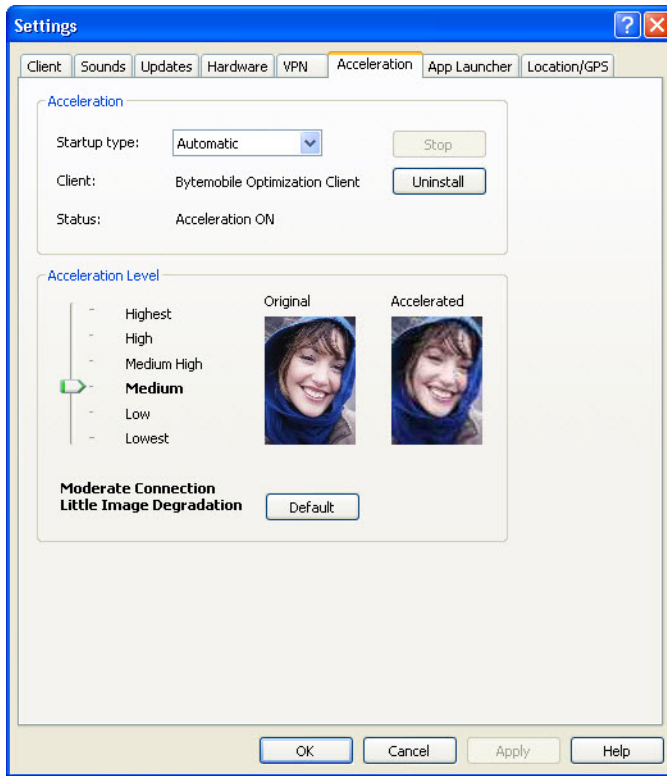 Settings
Client Sounds Updates Hardware VPN Acceleration App Launcher Location/GPS
Acceleration
Startup type: Automatic Stop
Client: Bytemobile Optimization Client Uninstall
Status: Acceleration ON
Acceleration Level
Original Accelerated
Highest
High
Medium High
Medium
Low
Lowest
Moderate Connection
Little Image Degradation
Default
OK Cancel Apply Help